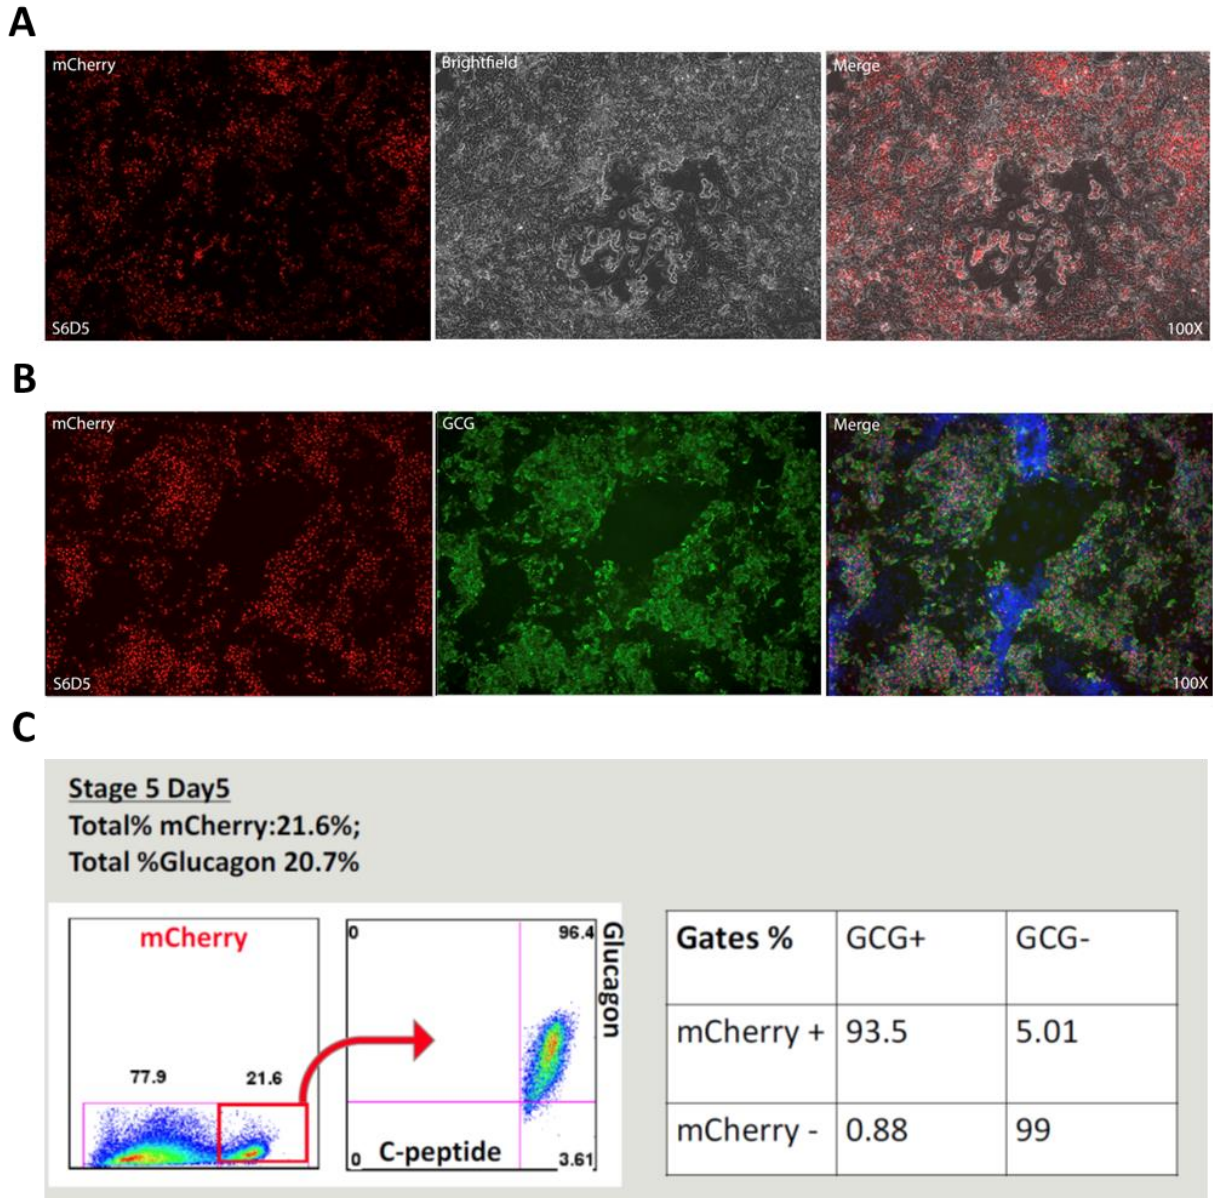 A
mCherry
Brightfield
Merge
S6D5
100X
B
mCherry
GCG
Merge
S6D5
100X
C
Stage 5 Day5
Total% mCherry:21.6%;
Total %Glucagon 20.7%
mCherry
77.9
21.6
0
96.4
Glucagon
0
C-peptide
3.61
Gates %
GCG+
GCG-
mCherry +
93.5
5.01
mCherry -
0.88
99